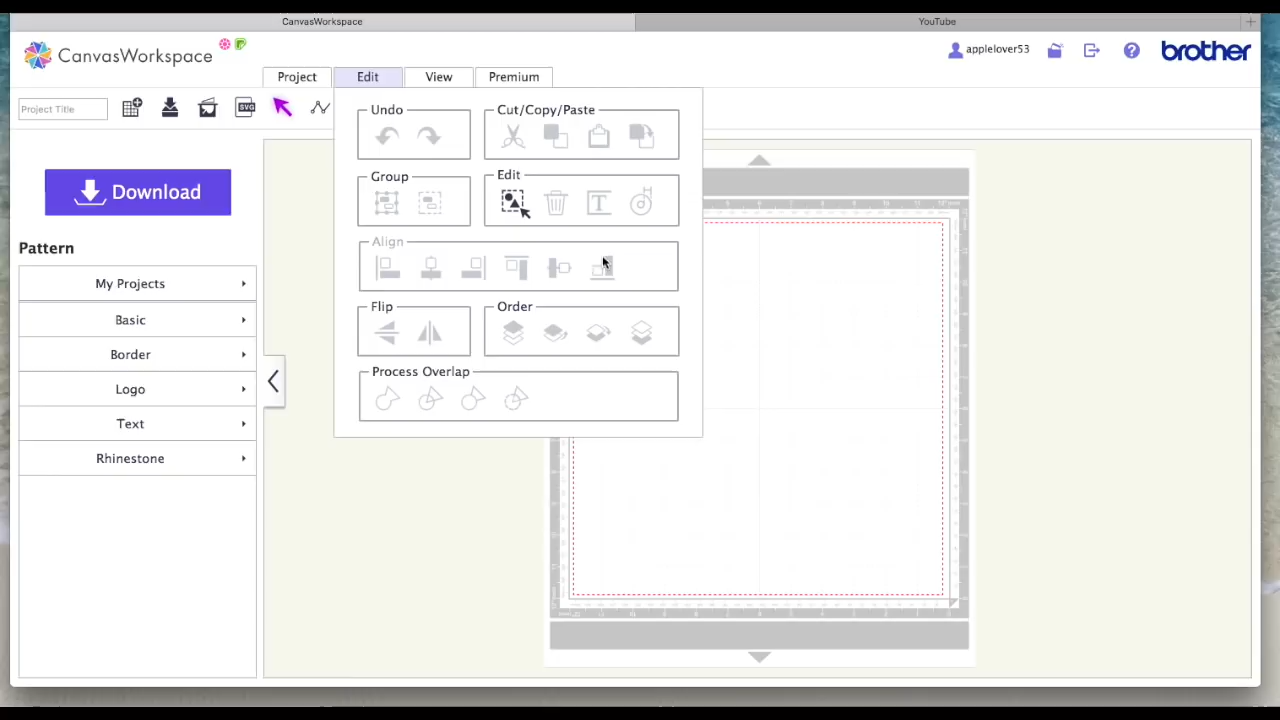 CanvasWorkspace
YouTube
CanvasWorkspace
applelover53
brother
Project
Edit
View
Premium
Project Title
SVG
Undo
Cut/Copy/Paste
Group
Edit
Align
Flip
Order
Process Overlap
Download
Pattern
My Projects
Basic
Border
Logo
Text
Rhinestone